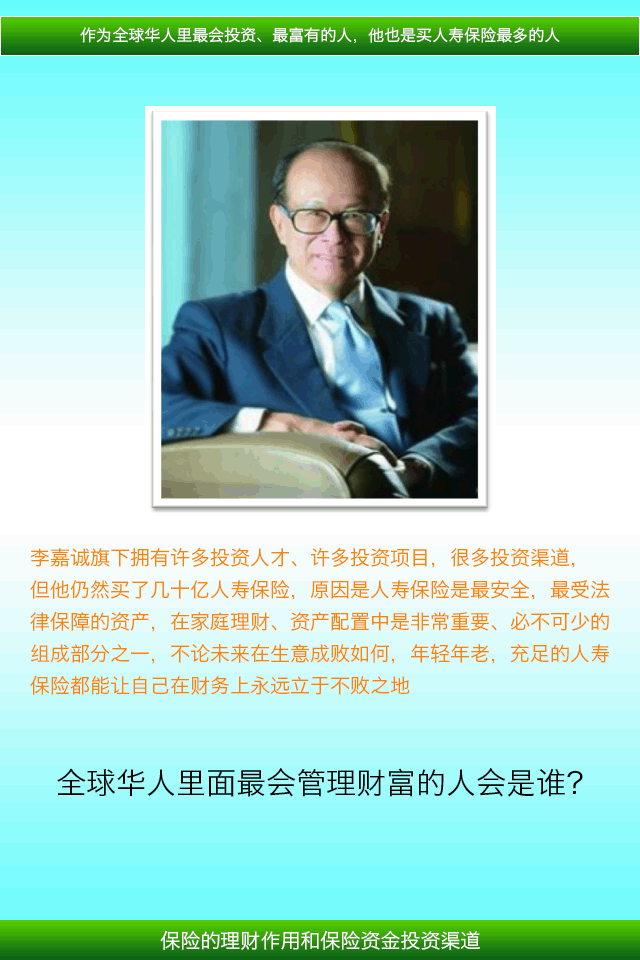 作为全球华人里最会投资、最富有的人，他也是买人寿保险最多的人
李嘉诚旗下拥有许多投资人才、许多投资项目，很多投资渠道，
但他仍然买了几十亿人寿保险，原因是人寿保险是最安全，最受法
律保障的资产，在家庭理财、资产配置中是非常重要、必不可少的
组成部分之一，不论未来在生意成败如何，年轻年老，充足的人寿
保险都能让自己在财务上永远立于不败之地
全球华人里面最会管理财富的人会是谁？
保险的理财作用和保险资金投资渠道